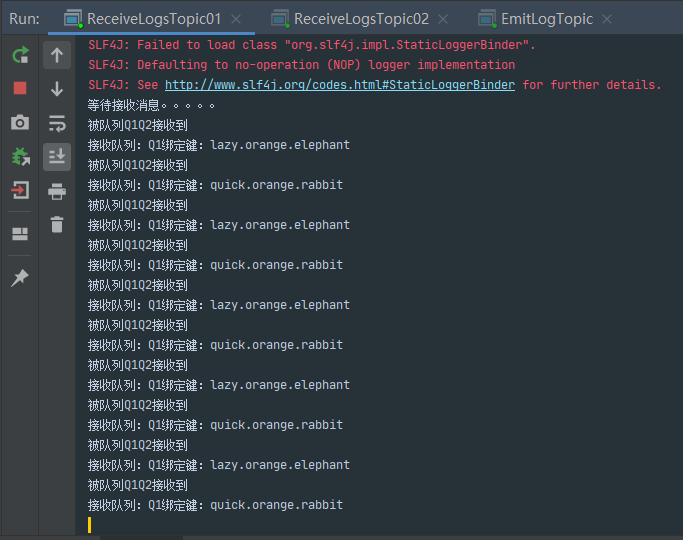 Run: ReceiveLogsTopic01 ReceiveLogsTopic02 EmitLogTopic
SLF4J: Failed to load class "org.slf4j.impl.StaticLoggerBinder".
SLF4J: Defaulting to no-operation (NOP) logger implementation
SLF4J: See http://www.slf4j.org/codes.html#StaticLoggerBinder for further details.
等待接收消息。。。。。
被队列Q1Q2接收到
接收队列：Q1绑定键：lazy.orange.elephant
被队列Q1Q2接收到
接收队列：Q1绑定键：quick.orange.rabbit
被队列Q1Q2接收到
接收队列：Q1绑定键：lazy.orange.elephant
被队列Q1Q2接收到
接收队列：Q1绑定键：quick.orange.rabbit
被队列Q1Q2接收到
接收队列：Q1绑定键：lazy.orange.elephant
被队列Q1Q2接收到
接收队列：Q1绑定键：quick.orange.rabbit
被队列Q1Q2接收到
接收队列：Q1绑定键：lazy.orange.elephant
被队列Q1Q2接收到
接收队列：Q1绑定键：quick.orange.rabbit
被队列Q1Q2接收到
接收队列：Q1绑定键：lazy.orange.elephant
被队列Q1Q2接收到
接收队列：Q1绑定键：quick.orange.rabbit